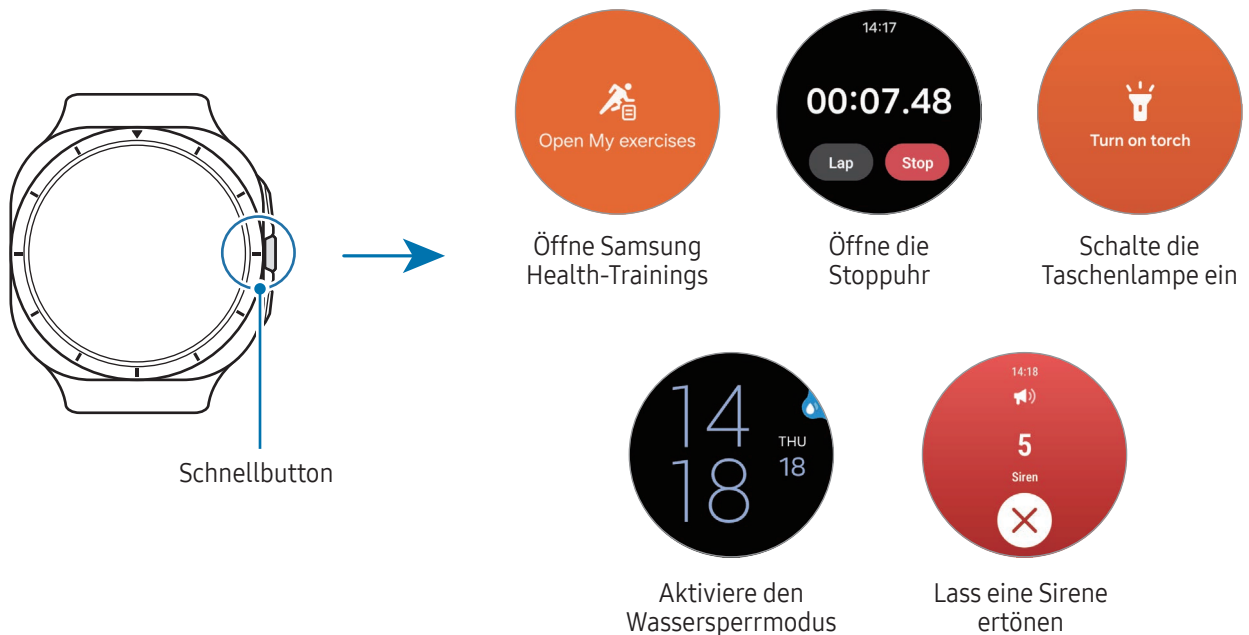 14:17
00:07.48
Open My exercises
Lap
Stop
Turn on torch
Öffne Samsung
Health-Trainings
Öffne die
Stoppuhr
Schalte die
Taschenlampe ein
Schnellbutton
14
18
THU
18
14:18
5
Siren
Aktiviere den
Wassersperrmodus
Lass eine Sirene
ertönen